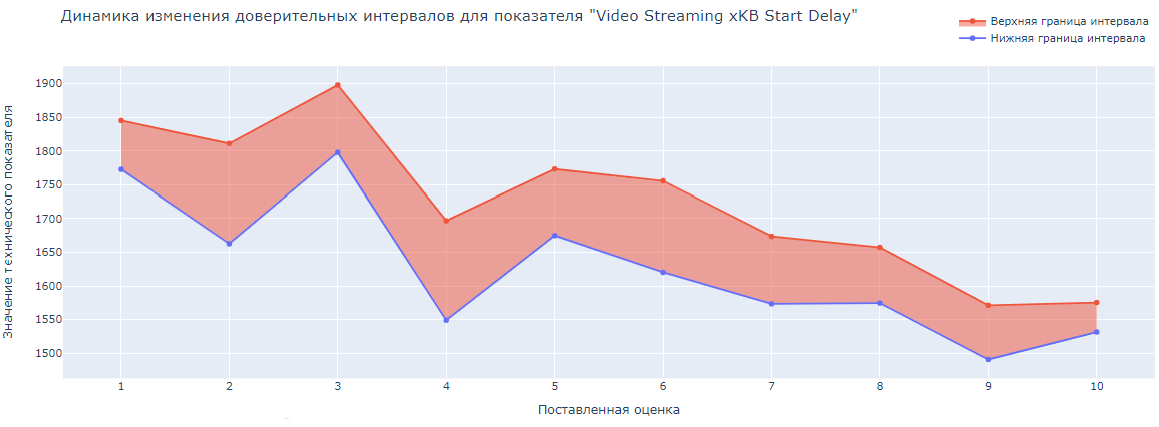 Динамика изменения доверительных интервалов для показателя "Video Streaming xKB Start Delay"
Верхняя граница интервала
Нижняя граница интервала
Значение технического показателя
1900
1850
1800
1750
1700
1650
1600
1550
1500
1 2 3 4 5 6 7 8 9 10
Поставленная оценка